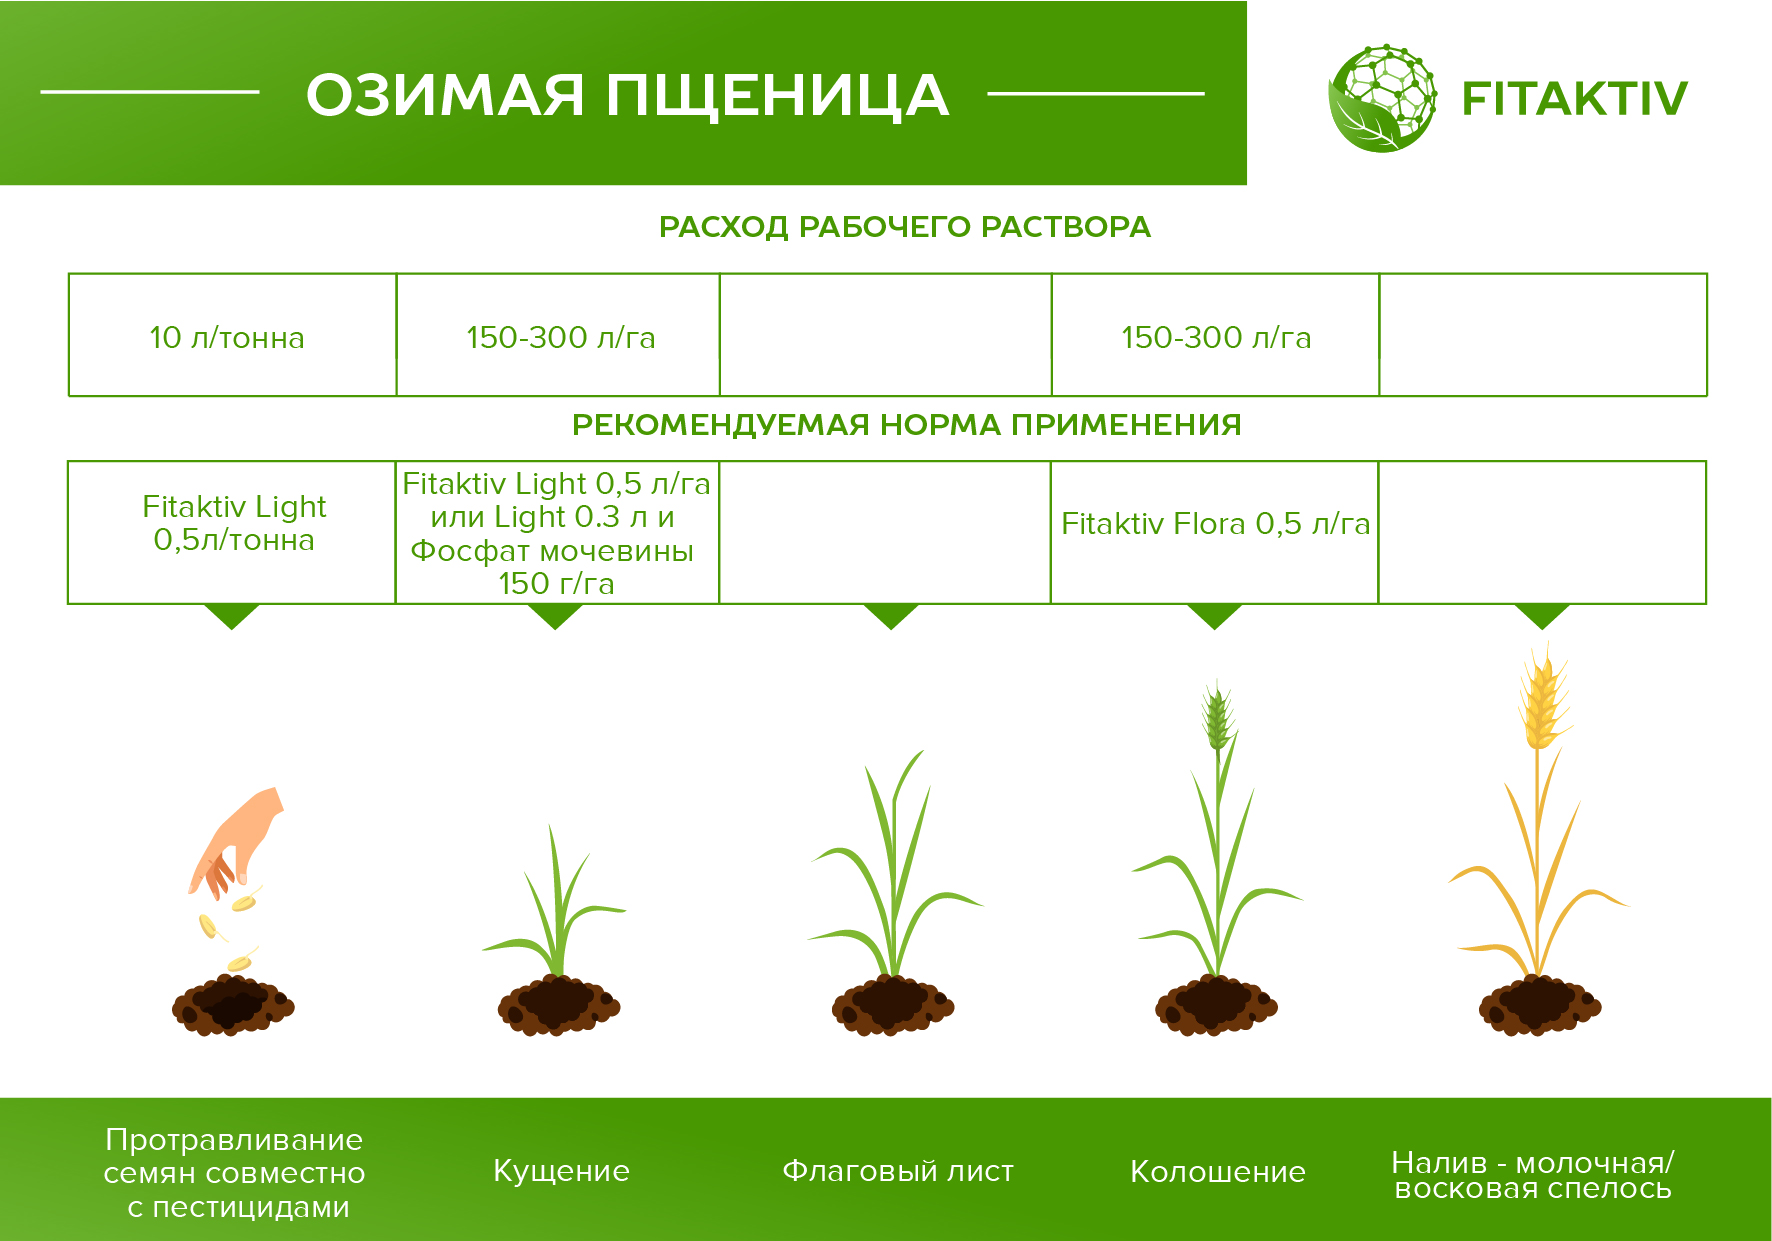 ОЗИМАЯ ПЩЕНИЦА
FITAKTIV
РАСХОД РАБОЧЕГО РАСТВОРА
10 л/тонна
150-300 л/га
150-300 л/га
РЕКОМЕНДУЕМАЯ НОРМА ПРИМЕНЕНИЯ
Fitaktiv Light
0,5л/тонна
Fitaktiv Light 0,5 л/га
или Light 0.3 л и
Фосфат мочевины
150 г/га
Fitaktiv Flora 0,5 л/га
Протравливание
семян совместно
с пестицидами
Кущение
Флаговый лист
Колошение
Налив - молочная/
восковая спелось